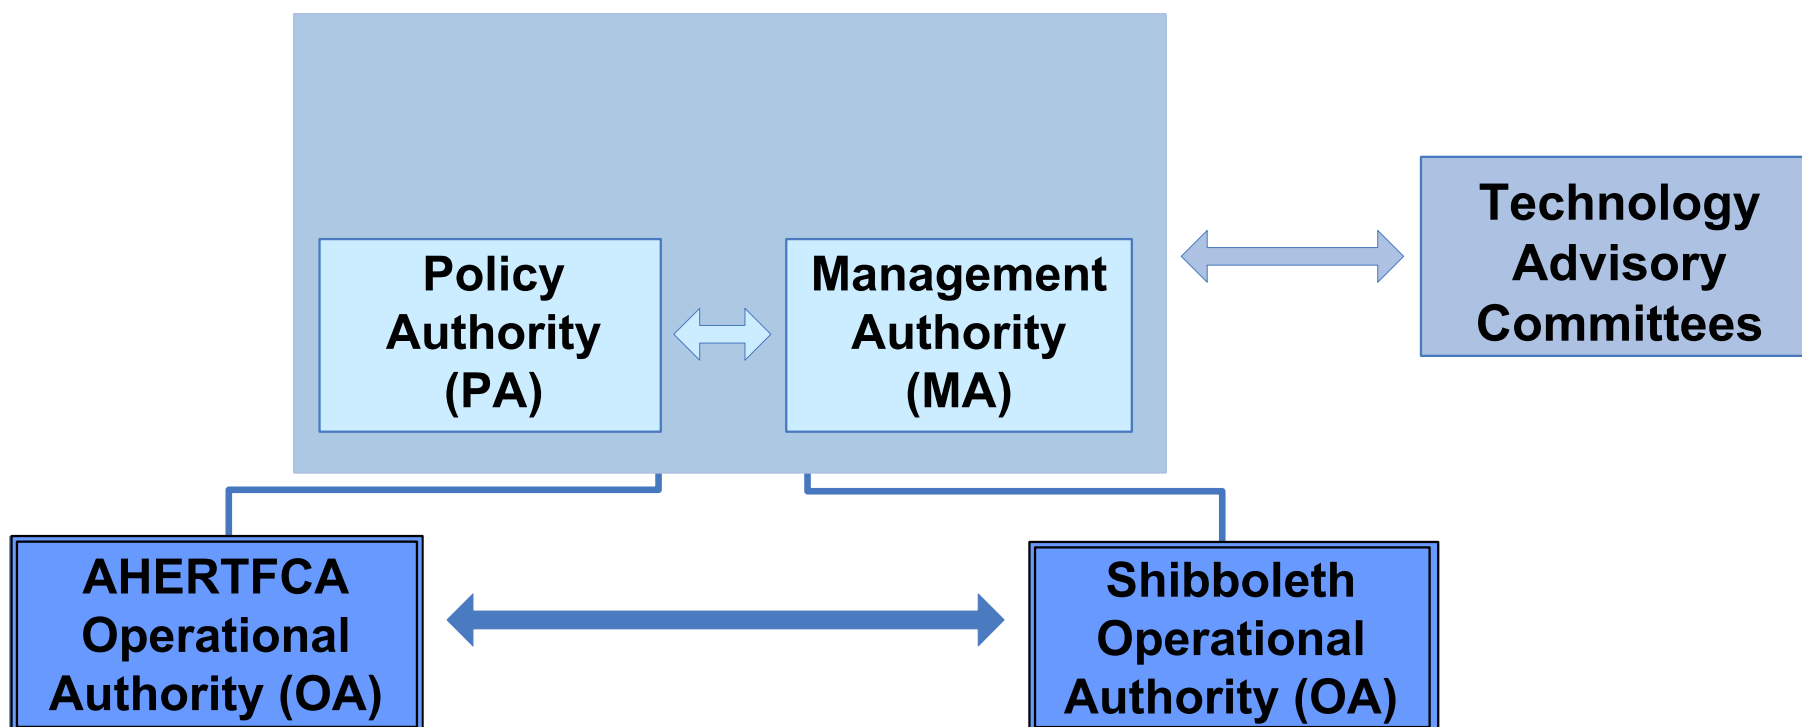 Policy
Authority
(PA)
Management
Authority
(MA)
Technology
Advisory
Committees
AHERTFCA
Operational
Authority (OA)
Shibboleth
Operational
Authority (OA)